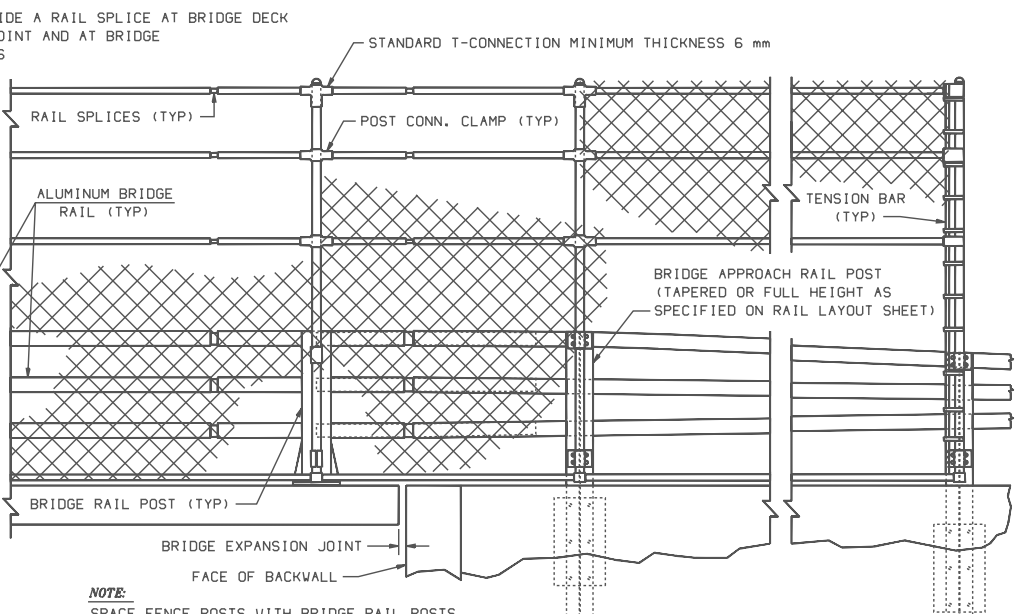 IDE A RAIL SPLICE AT BRIDGE DECK
OINT AND AT BRIDGE
S
STANDARD T-CONNECTION MINIMUM THICKNESS 6 mm
RAIL SPLICES (TYP)
POST CONN. CLAMP (TYP)
ALUMINUM BRIDGE
RAIL (TYP)
TENSION BAR
(TYP)
BRIDGE APPROACH RAIL POST
(TAPERED OR FULL HEIGHT AS
SPECIFIED ON RAIL LAYOUT SHEET)
BRIDGE RAIL POST (TYP)
BRIDGE EXPANSION JOINT
FACE OF BACKWALL
NOTE:
SPACE FENCE POSTS WITH BRIDGE RAIL POSTS